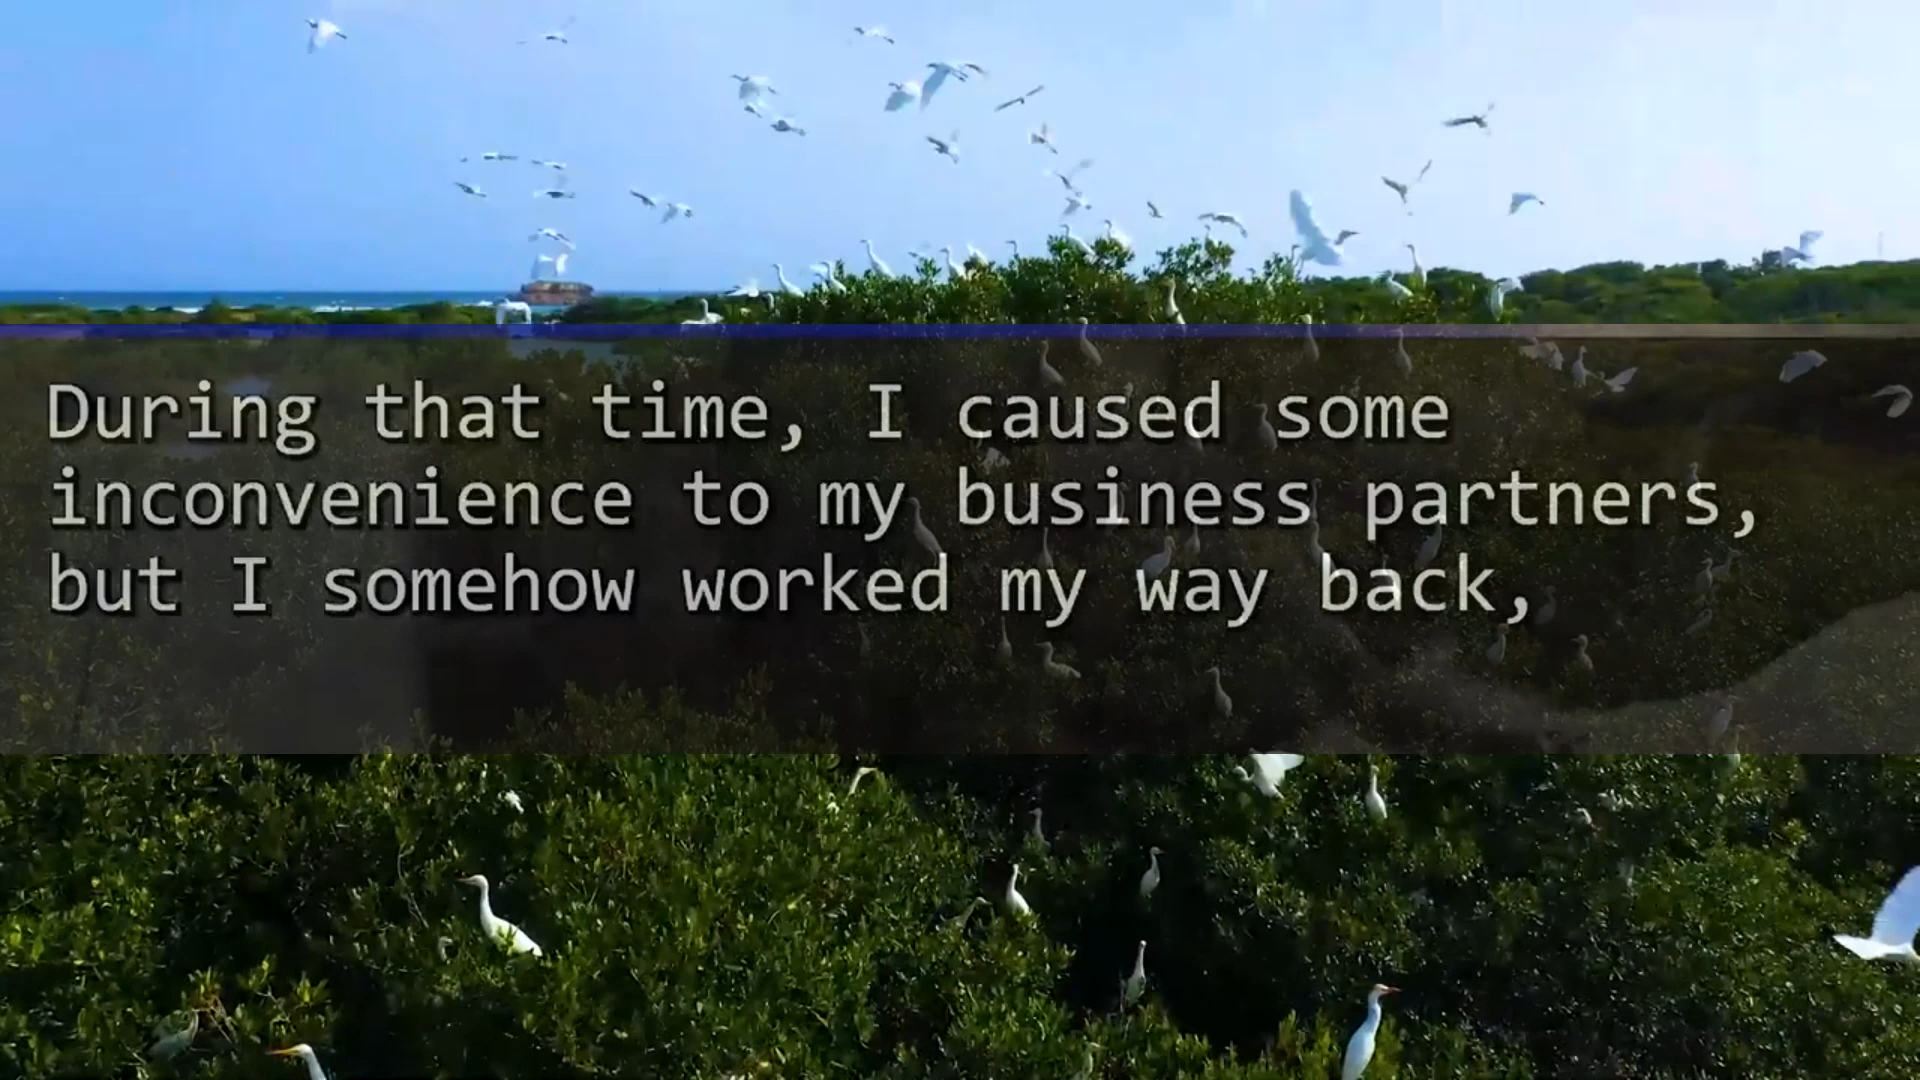 During that time, I caused some
inconvenience to my business partners,
but I somehow worked my way back,